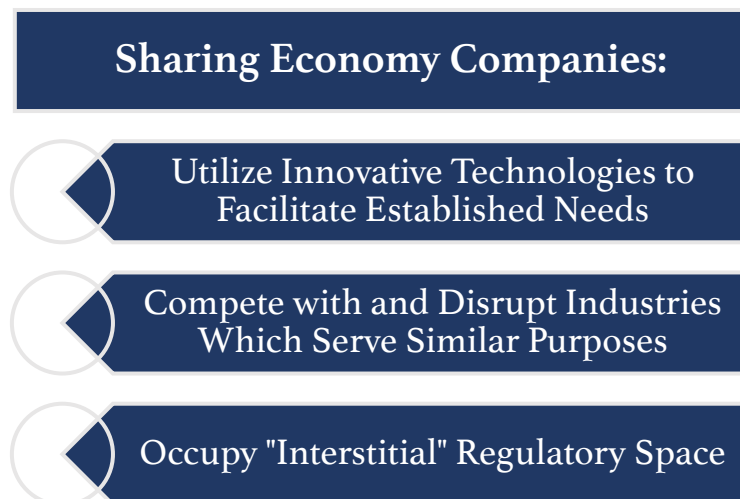 Sharing Economy Companies:
Utilize Innovative Technologies to
Facilitate Established Needs
Compete with and Disrupt Industries
Which Serve Similar Purposes
Occupy "Interstitial" Regulatory Space